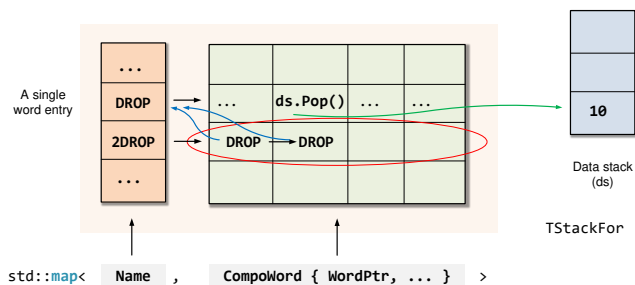 ...
A single
word entry
DROP
... ds.Pop() ... ...
10
2DROP
DROP DROP
...
Data stack
(ds)
TStackFor
std::map< Name , CompoWord { WordPtr, ... } >